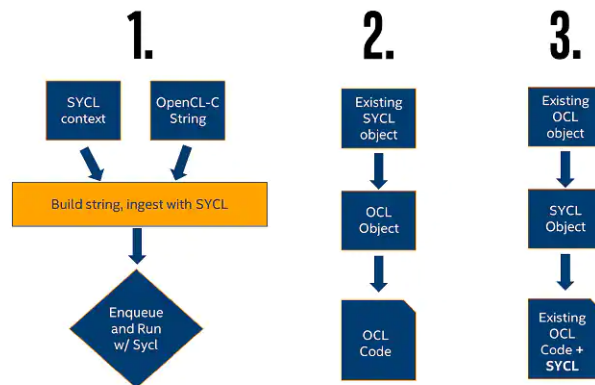 1.
SYCL
context
OpenCL-C
String
Build string, ingest with SYCL
Enqueue
and Run
w/ Sycl
2.
Existing
SYCL
object
OCL
Object
OCL
Code
3.
Existing
OCL
object
SYCL
Object
Existing
OCL
Code +
SYCL